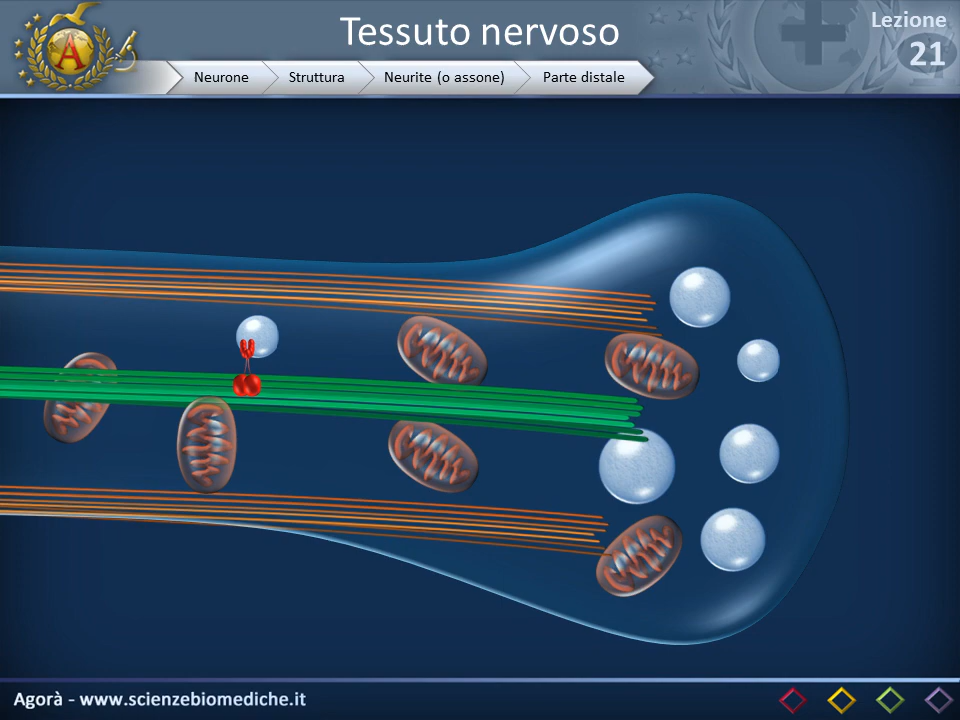 Tessuto nervoso
Lezione
21
A
Neurone
Struttura
Neurite (o assone)
Parte distale
Agorà - www.scienzebiomediche.it